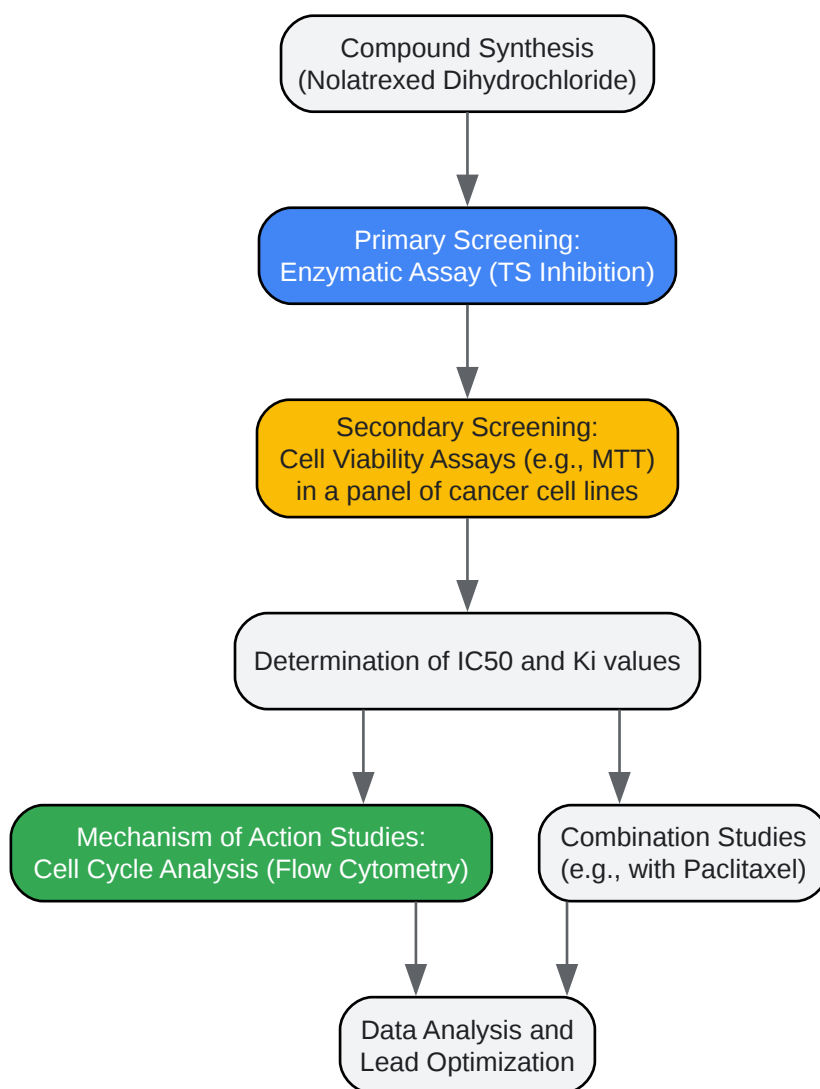 Compound Synthesis
(Nolatrexed Dihydrochloride)
Primary Screening:
Enzymatic Assay (TS Inhibition)
Secondary Screening:
Cell Viability Assays (e.g., MTT)
in a panel of cancer cell lines
Determination of IC50 and Ki values
Mechanism of Action Studies:
Cell Cycle Analysis (Flow Cytometry)
Combination Studies
(e.g., with Paclitaxel)
Data Analysis and
Lead Optimization